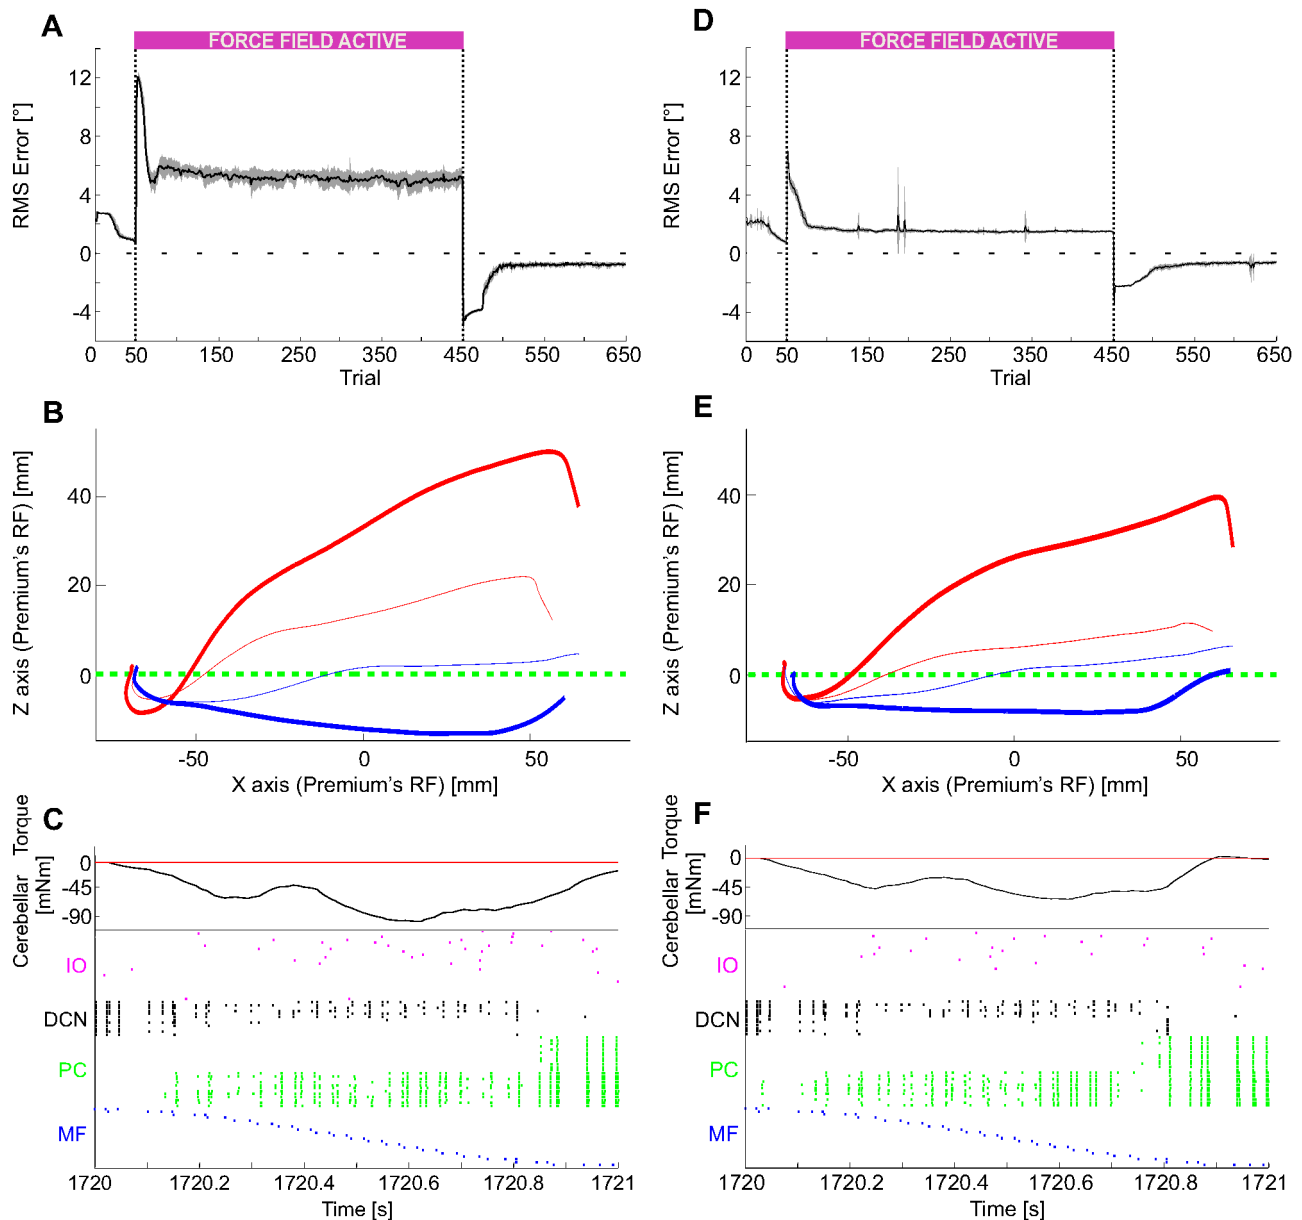 A
FORCE FIELD ACTIVE
RMS Error [°]
12
8
4
0
-4
0 50 150 250 350 450 550 650
Trial
D
FORCE FIELD ACTIVE
RMS Error [°]
12
8
4
0
-4
0 50 150 250 350 450 550 650
Trial
B
Z axis (Premium's RF) [mm]
40
20
0
-50 0 50
X axis (Premium's RF) [mm]
E
Z axis (Premium's RF) [mm]
40
20
0
-50 0 50
X axis (Premium's RF) [mm]
C
Cerebellar Torque
[mNm]
0
-45
-90
IO
DCN
PC
MF
1720 1720.2 1720.4 1720.6 1720.8 1721
Time [s]
F
Cerebellar Torque
[mNm]
0
-45
-90
IO
DCN
PC
MF
1720 1720.2 1720.4 1720.6 1720.8 1721
Time [s]